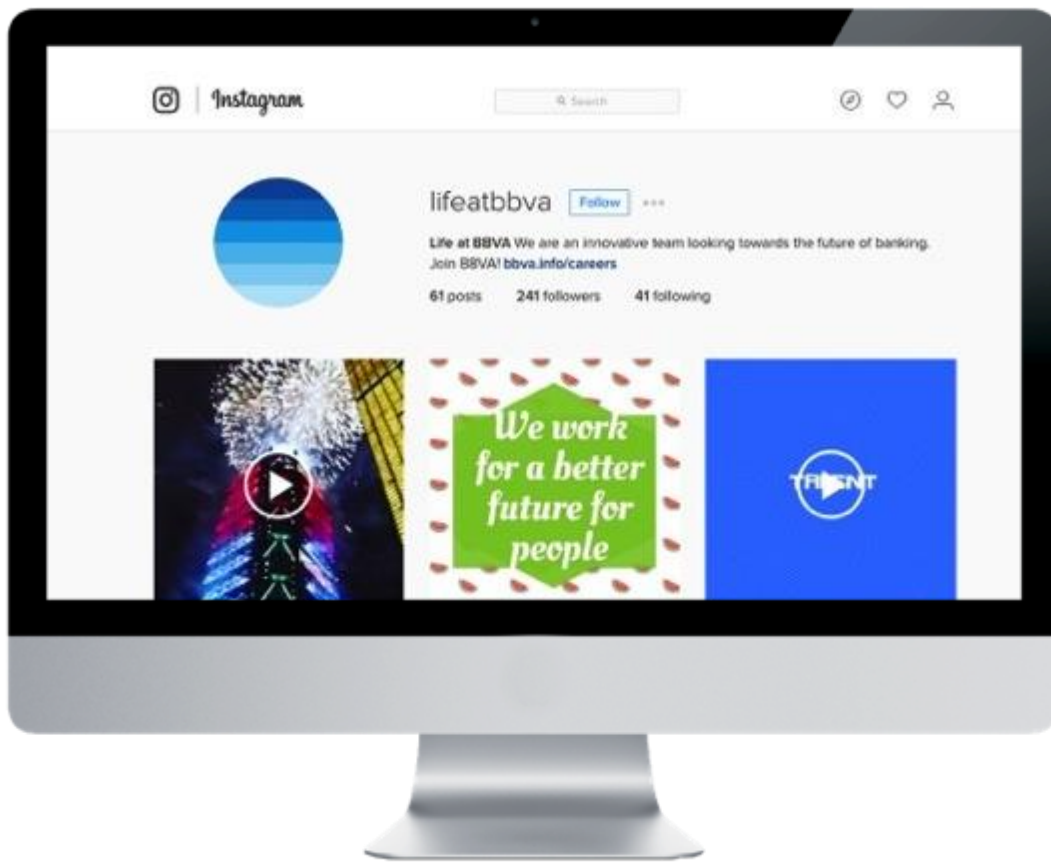 Instagram
Search
lifeatbbva Follow
Life at BBVA We are an innovative team looking towards the future of banking.
Join BBVA! bbva.info/careers
61 posts 241 followers 41 following
We work
for a better
future for
people